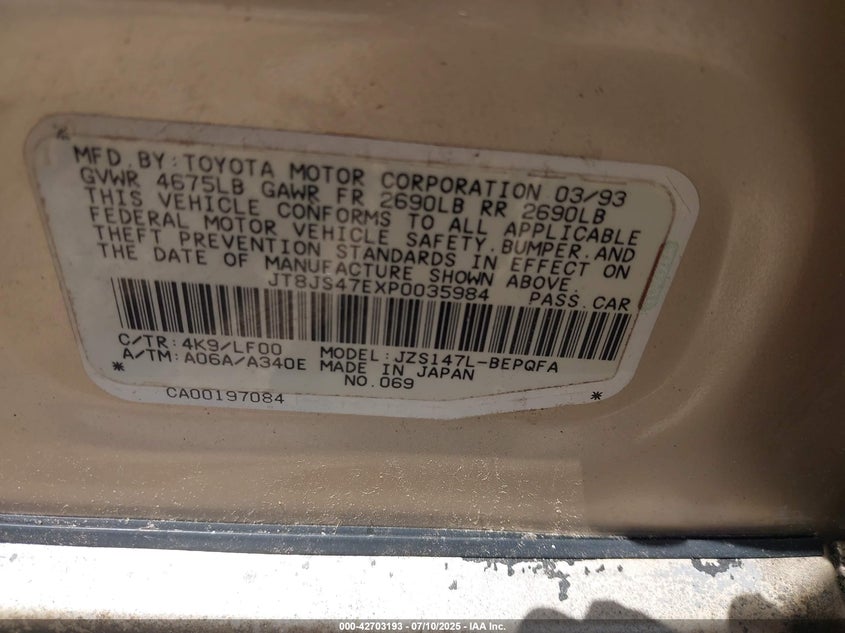 MFD.BY:TOYOTA MOTOR CORPORATION 03/93
GVWR 4675LB GAWR FR 2690LB RR 2690LB
THIS VEHICLE CONFORMS TO ALL APPLICABLE
FEDERAL MOTOR VEHICLE SAFETY.BUMPER.AND
THEFT PREVENTION STANDARDS IN EFFECT ON
THE DATE OF MANUFACTURE SHOWN ABOVE.
JT8JS47EXP0035984 PASS.CAR
C/TR: 4K9/LF00 MODEL: JZS147L-BEPQFA
A/TM: A06A/A340E MADE IN JAPAN
NO.069
CA00197084
000-42703193 - 07/10/2025 - IAA Inc.